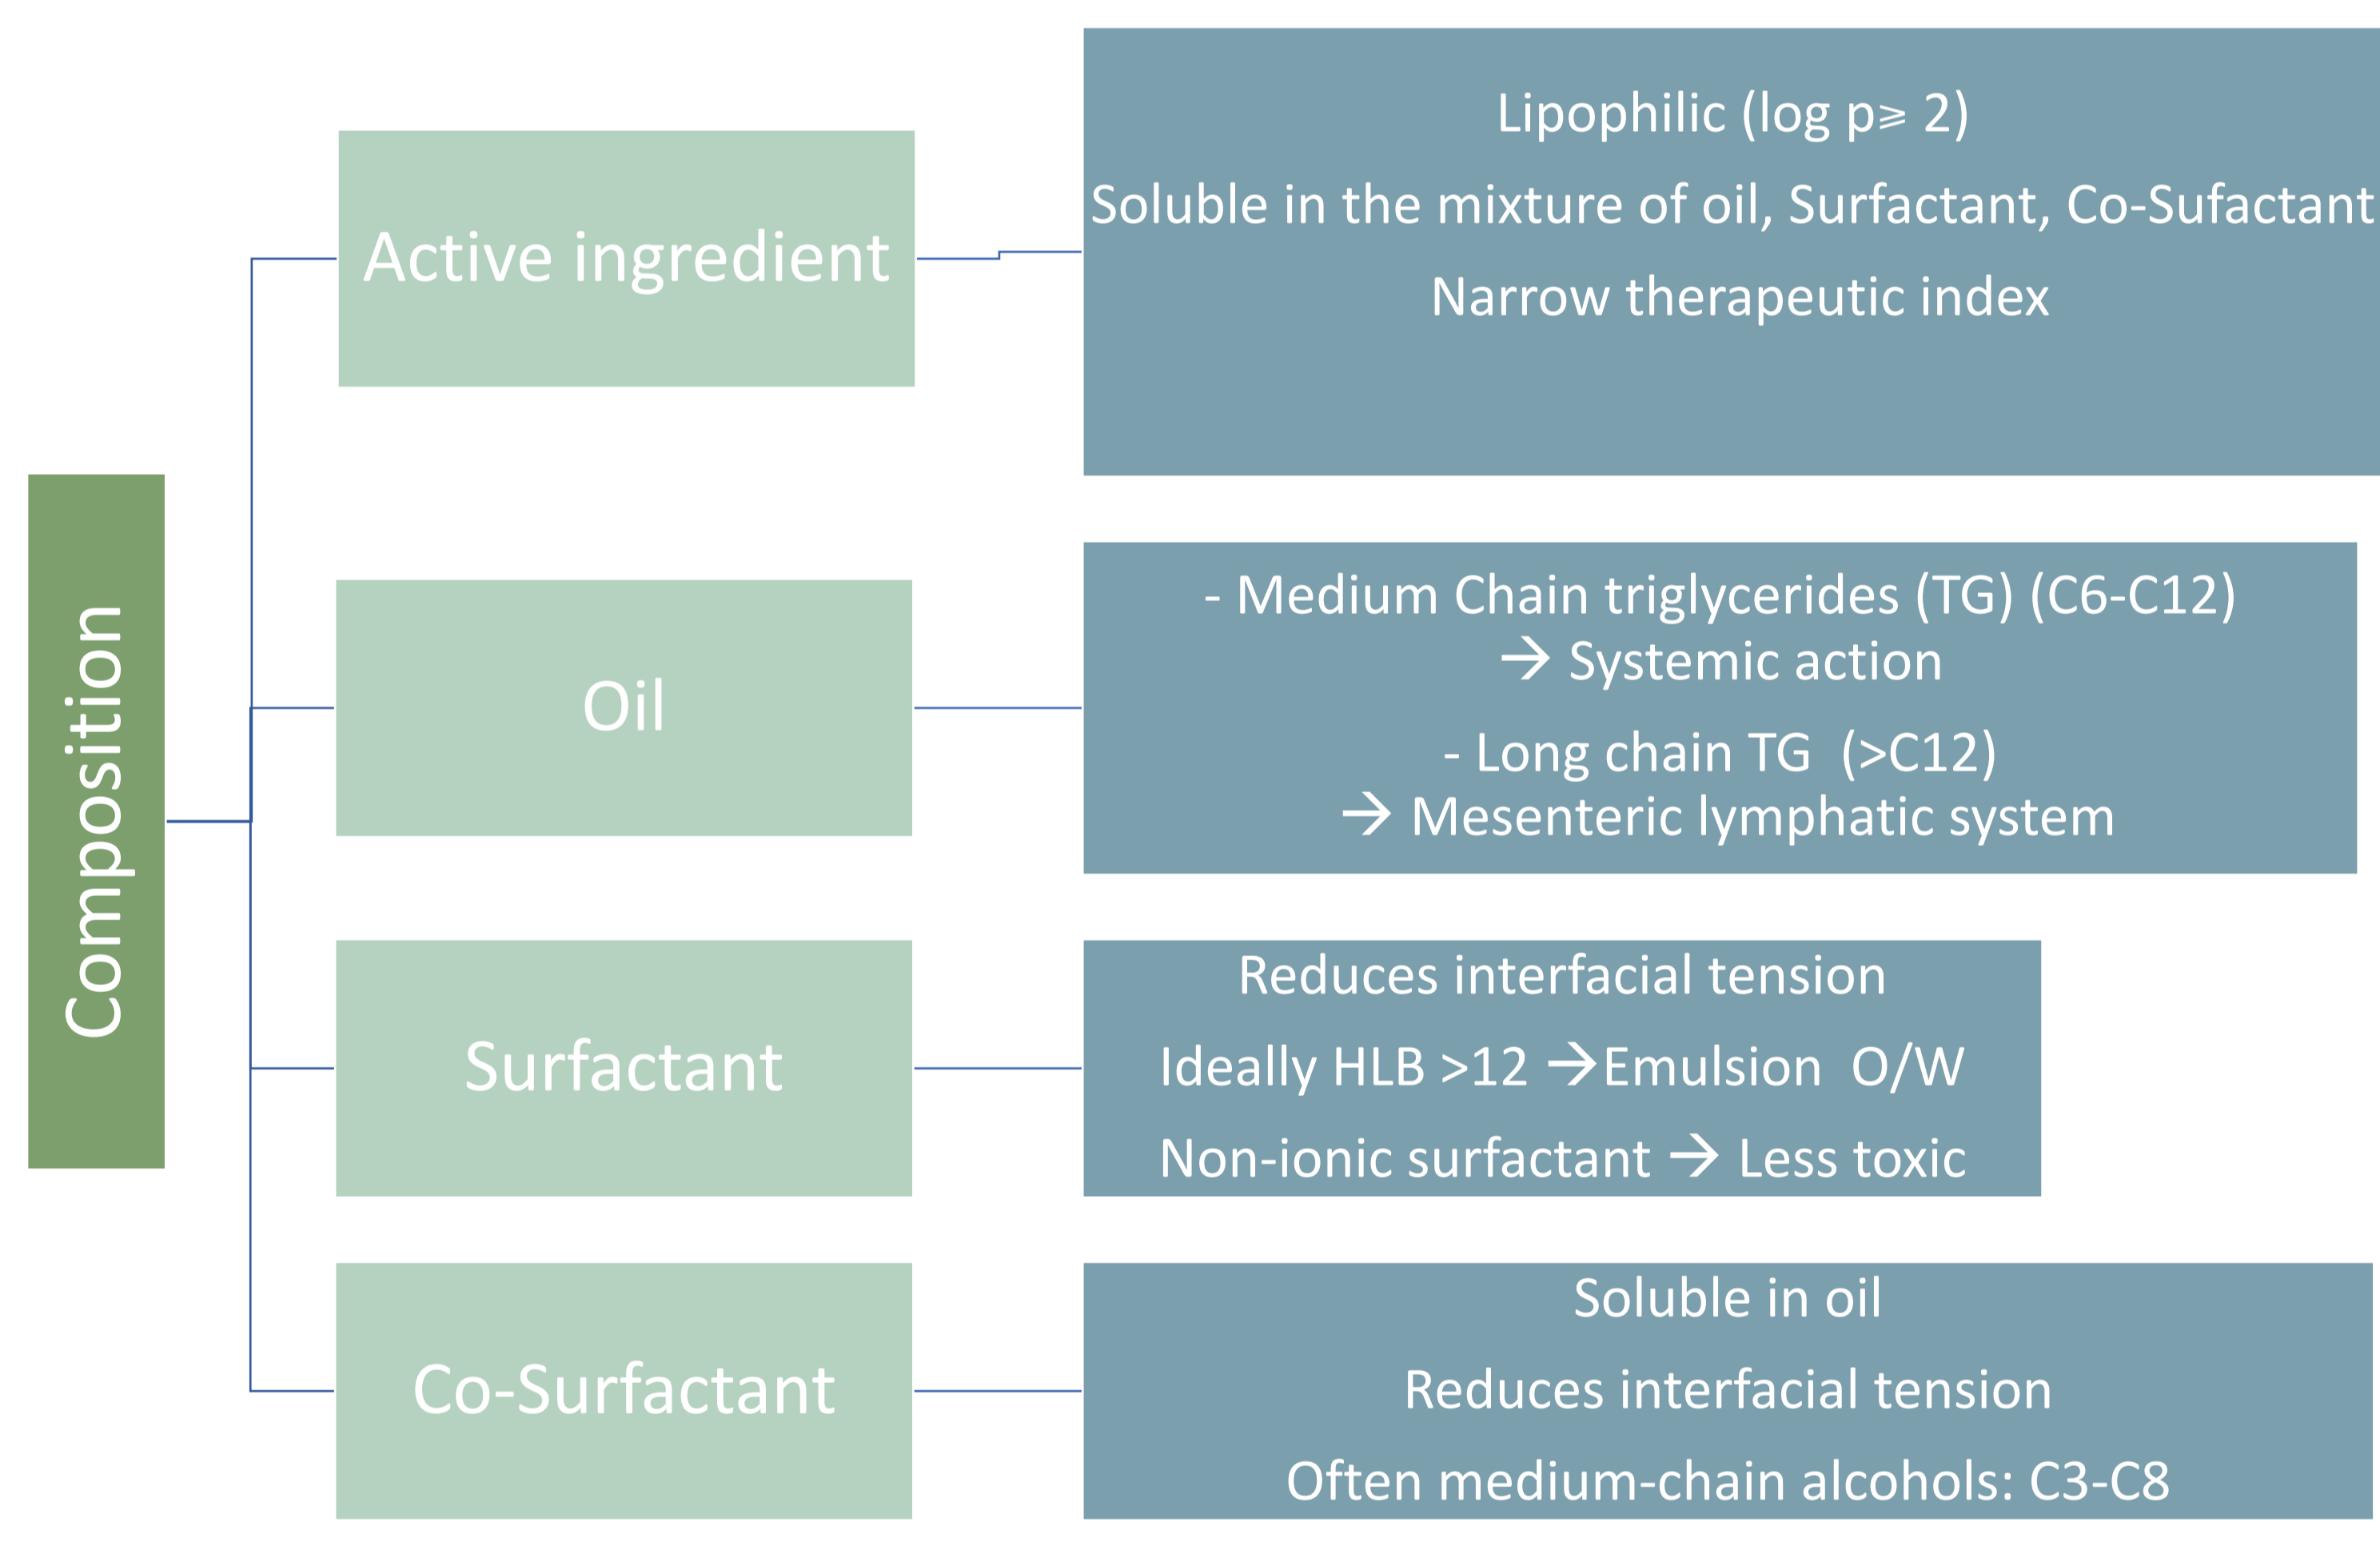 Composition
Active ingredient
Lipophilic (log p⩾ 2)
Soluble in the mixture of oil, Surfactant, Co-Sufactant
Narrow therapeutic index
Oil
- Medium Chain triglycerides (TG) (C6-C12)
→ Systemic action
- Long chain TG (>C12)
→ Mesenteric lymphatic system
Surfactant
Reduces interfacial tension
Ideally HLB >12 →Emulsion O/W
Non-ionic surfactant → Less toxic
Co-Surfactant
Soluble in oil
Reduces interfacial tension
Often medium-chain alcohols: C3-C8